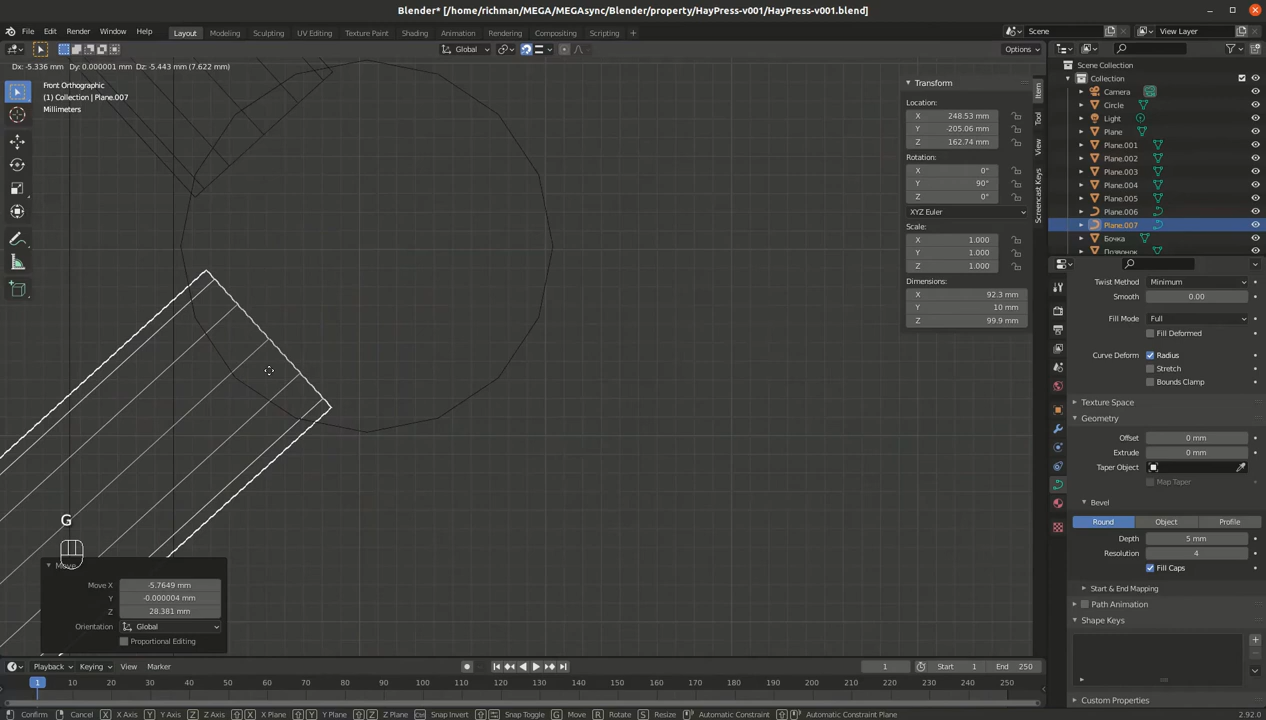 Blender* [/home/richman/MEGA/MEGAsync/Blender/property/HayPress-v001/HayPress-v001.blend]
File Edit Render Window Help Layout Modeling Sculpting UV Editing Texture Paint Shading Animation Rendering Compositing Scripting Scene View Layer
Global Options
Dx: -5.336 mm Dy: 0.000001 mm Dz: -5.443 mm (7.622 mm)
Front Orthographic
(1) Collection | Plane.007
Millimeters
Transform
Location:
X 248.53 mm
Y -205.06 mm
Z 162.74 mm
Rotation:
X 0°
Y 90°
Z 0°
XYZ Euler
Scale:
X 1.000
Y 1.000
Z 1.000
Dimensions:
X 92.3 mm
Y 10 mm
Z 99.9 mm
Item
Tool
View
Screencast Keys
Scene Collection
Collection
Camera
Circle
Light
Plane
Plane.001
Plane.002
Plane.003
Plane.004
Plane.005
Plane.006
Plane.007
Бочка
Позвонок
Twist Method Minimum
Smooth 0.00
Fill Mode Full
Fill Deformed
Curve Deform Radius
Stretch
Bounds Clamp
Texture Space
Geometry
Offset 0 mm
Extrude 0 mm
Taper Object
Map Taper
Bevel
Round Object Profile
Depth 5 mm
Resolution 4
Fill Caps
Start & End Mapping
Path Animation
Shape Keys
Custom Properties
G
Move
Move X -5.7649 mm
Y -0.000004 mm
Z 28.381 mm
Orientation Global
Proportional Editing
Playback Keying View Marker 1 Start 1 End 250
1 10 20 30 40 50 60 70 80 90 100 110 120 130 140 150 160 170 180 190 200 210 220 230 240 250
Confirm Cancel X X Axis Y Y Axis Z Z Axis X X Plane Y Y Plane Z Z Plane Ctrl Snap Invert Snap Toggle G Move R Rotate S Resize Automatic Constraint Automatic Constraint Plane 2.92.0